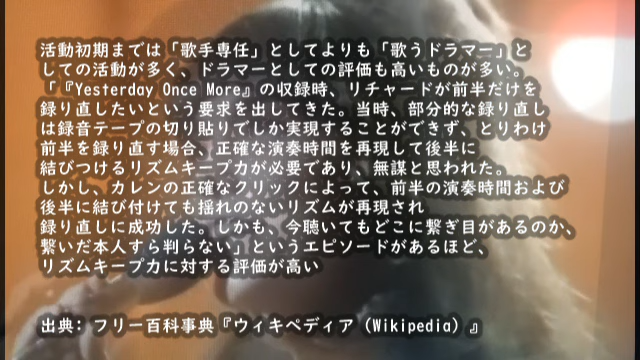 活動初期までは「歌手専任」としてよりも「歌うドラマー」と
しての活動が多く、ドラマーとしての評価も高いものが多い。
「『Yesterday Once More』の収録時、リチャードが前半だけを
録り直したいという要求を出してきた。当時、部分的な録り直し
は録音テープの切り貼りでしか実現することができず、とりわけ
前半を録り直す場合、正確な演奏時間を再現して後半に
結びつけるリズムキープ力が必要であり、無謀と思われた。
しかし、カレンの正確なクリックによって、前半の演奏時間および
後半に結び付けても揺れのないリズムが再現され
録り直しに成功した。しかも、今聴いてもどこに繋ぎ目があるのか、
繋いだ本人すら判らない」というエピソードがあるほど、
リズムキープ力に対する評価が高い
出典: フリー百科事典『ウィキペディア（Wikipedia）』